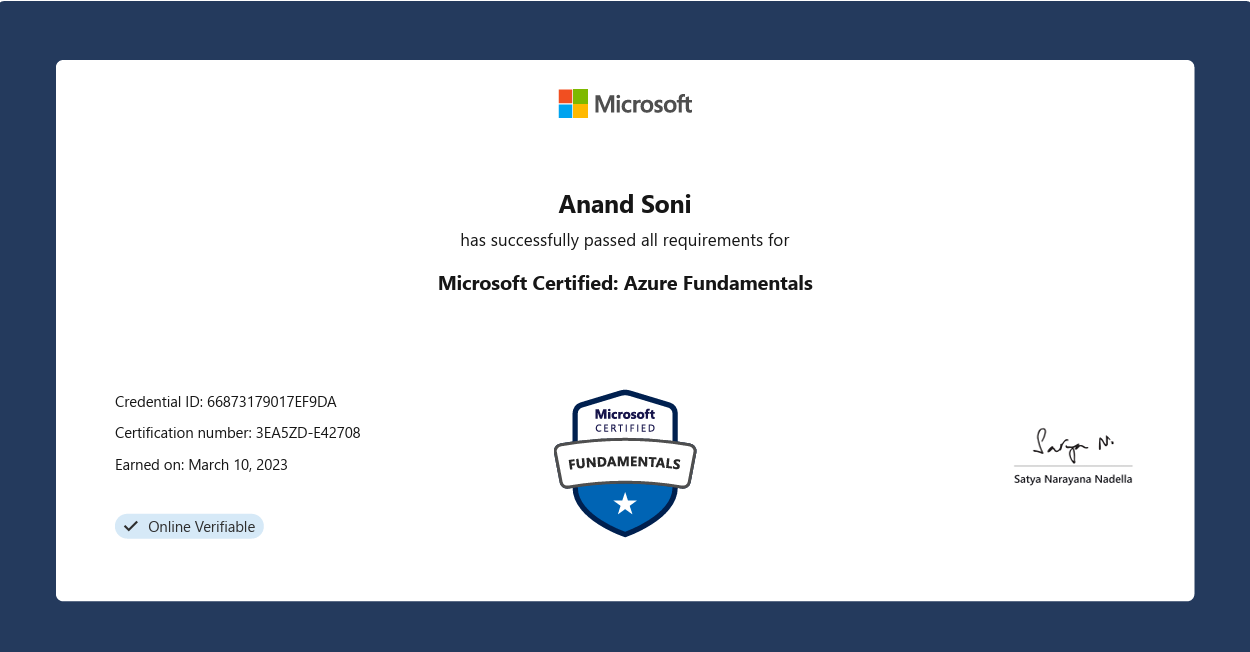 Microsoft
Anand Soni
has successfully passed all requirements for
Microsoft Certified: Azure Fundamentals
Credential ID: 66873179017EF9DA
Certification number: 3EA5ZD-E42708
Earned on: March 10, 2023
Online Verifiable
Microsoft
CERTIFIED
FUNDAMENTALS
Satya N.
Satya Narayana Nadella